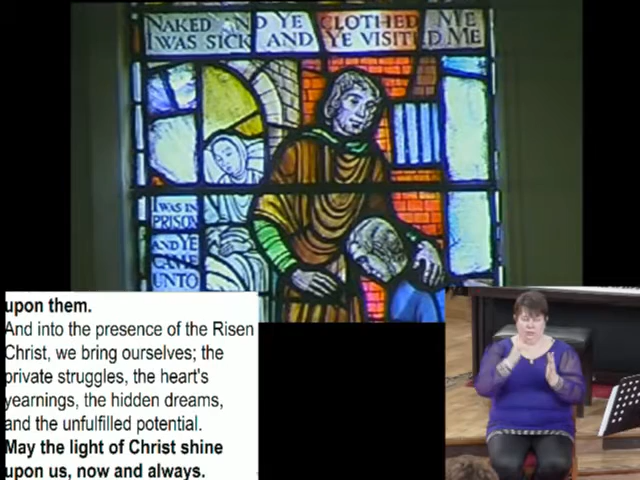 NAKED AND YE CLOTHED ME
I WAS SICK AND YE VISITED ME
I WAS IN
PRISON
AND YE
CAME
UNTO
upon them.
And into the presence of the Risen
Christ, we bring ourselves; the
private struggles, the heart's
yearnings, the hidden dreams,
and the unfulfilled potential.
May the light of Christ shine
upon us, now and always.